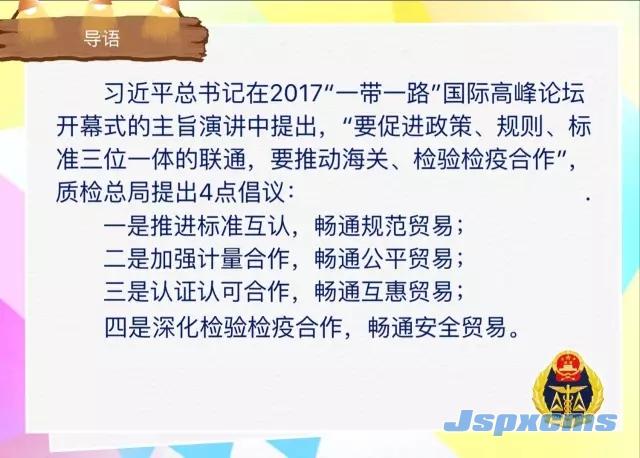 导语
习近平总书记在2017“一带一路”国际高峰论坛
开幕式的主旨演讲中提出，“要促进政策、规则、标
准三位一体的联通，要推动海关、检验检疫合作”，
质检总局提出4点倡议：.
一是推进标准互认，畅通规范贸易；
二是加强计量合作，畅通公平贸易；
三是认证认可合作，畅通互惠贸易；
四是深化检验检疫合作，畅通安全贸易。
Jspxcms